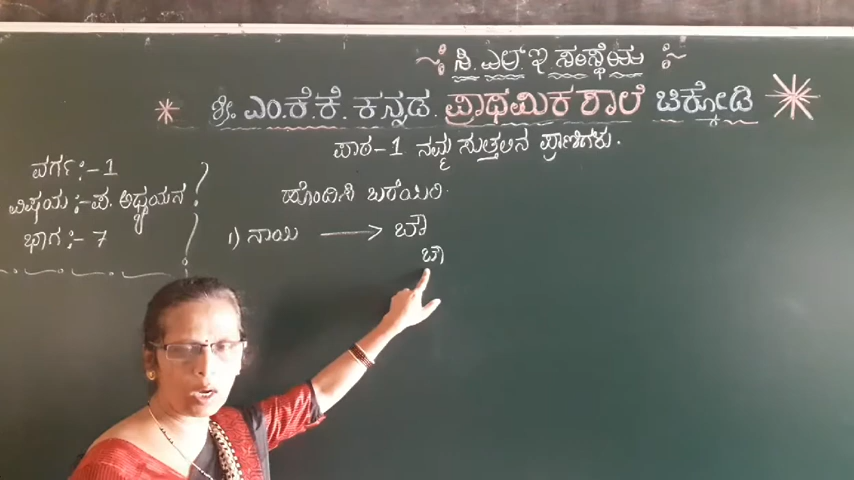 ಸಿ. ಎಲ್. ಇ. ಸಂಸ್ಥೆಯ
ಶ್ರೀ. ಎಂ.ಕೆ.ಕೆ. ಕನ್ನಡ. ಪ್ರಾಥಮಿಕ ಶಾಲೆ ಚಿಕ್ಕೋಡಿ
ಪಾಠ-1 ನಮ್ಮ ಸುತ್ತಲಿನ ಪ್ರಾಣಿಗಳು.
ವರ್ಗ:-1
ವಿಷಯ:-ಪ. ಅಧ್ಯಯನ
ಭಾಗ:- 7
ಹೊಂದಿಸಿ ಬರೆಯಿರಿ.
1) ನಾಯಿ → ಬೌ
ಬೌ